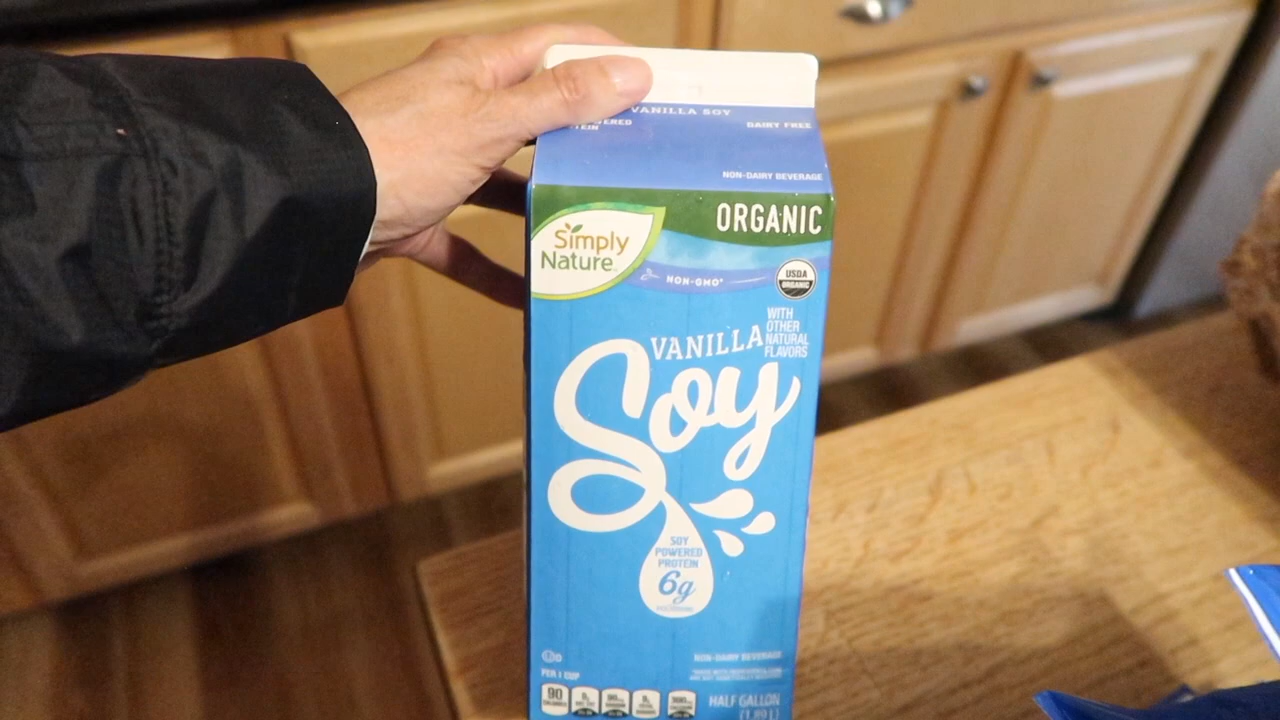 VANILLA SOY
DAIRY FREE
NON-DAIRY BEVERAGE
ORGANIC
Simply
Nature
NON-GMO*
USDA
ORGANIC
VANILLA
WITH
OTHER
NATURAL
FLAVORS
Soy
SOY
POWERED
PROTEIN
6g
NON-DAIRY BEVERAGE
PER 1 CUP
90
CALORIES
HALF GALLON